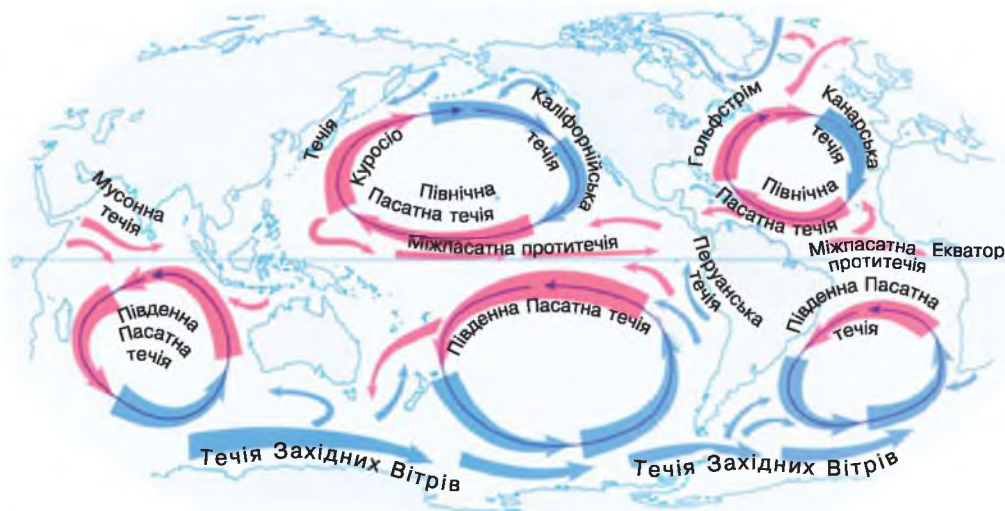 Мусонна
течія
Течія
Куросіо
Північна
Пасатна течія
Каліфорнійська
течія
Міжпасатна протитечія
Гольфстрім
Канарська
течія
Північна
Пасатна течія
Міжпасатна
протитечія
Екватор
Перуанська
течія
Південна
Пасатна
течія
Південна Пасатна течія
Південна Пасатна
течія
Течія Західних Вітрів
Течія Західних Вітрів